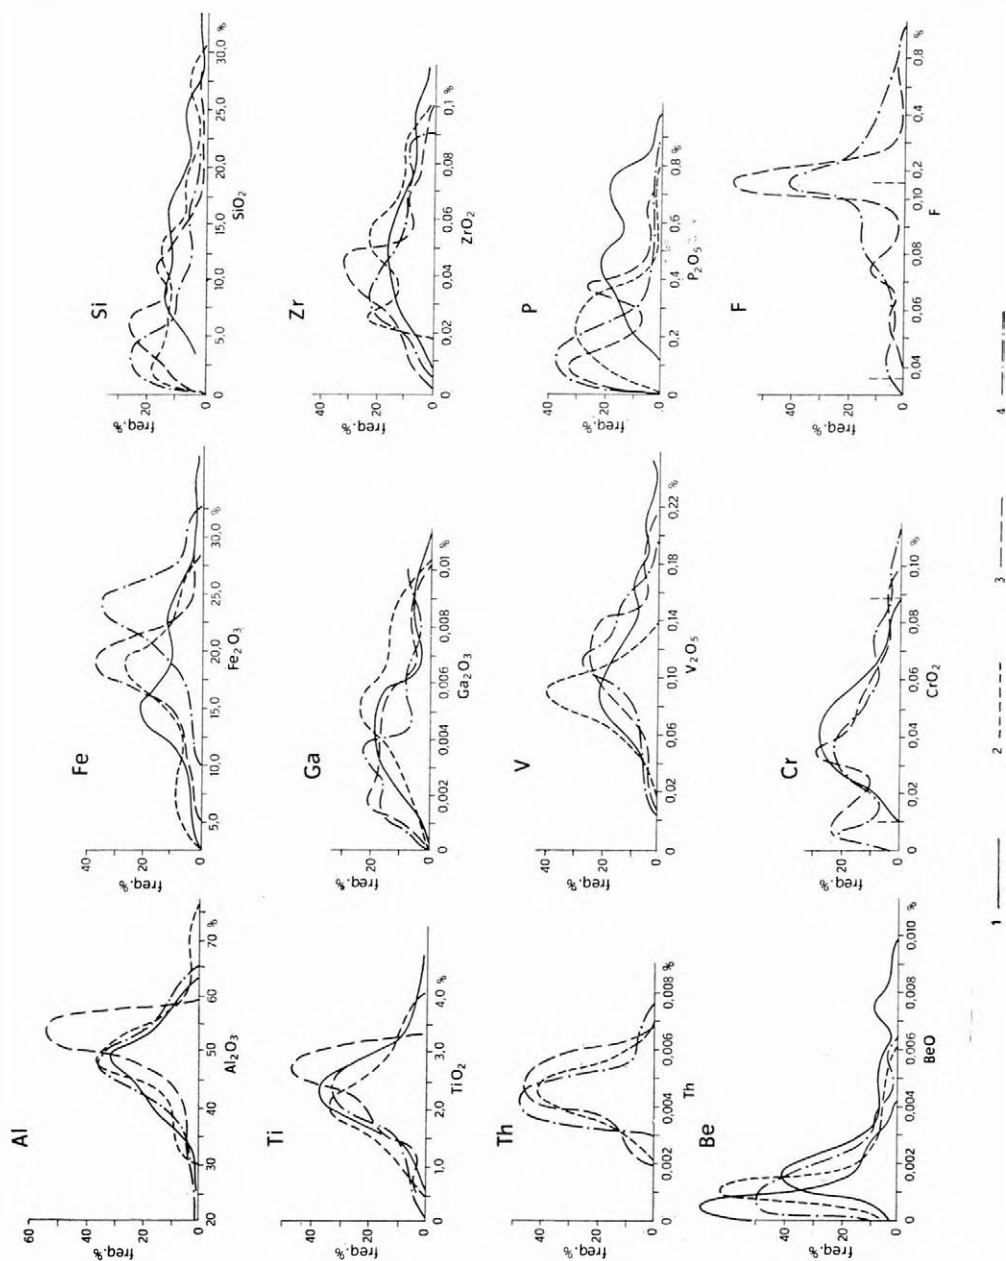 Al
freq.%
60
40
20
20 30 40 50 60 70 %
Al₂O₃
Fe
freq.%
40
20
0
5,0 10,0 15,0 20,0 25,0 30,0 %
Fe₂O₃
Si
freq.%
40
20
0
5,0 10,0 15,0 20,0 25,0 30,0 %
SiO₂
Ti
freq.%
40
20
0
1,0 2,0 3,0 4,0 %
TiO₂
Ga
freq.%
20
0
0 0,002 0,004 0,006 0,008 0,01 %
Ga₂O₃
Zr
freq.%
20
0
0,02 0,04 0,06 0,08 0,1 %
ZrO₂
Th
freq.%
40
20
0
0,002 0,004 0,006 0,008 %
Th
V
freq.%
40
20
0 0,06 0,10 0,14 0,18 0,22 %
V₂O₅
P
freq.%
40
20
0
0,2 0,4 0,6 0,8 %
P₂O₅
Be
freq.%
40
20
0 0,002 0,004 0,006 0,008 0,010 %
BeO
Cr
freq.%
40
20
0 0,02 0,04 0,06 0,08 0,10 %
CrO₂
F
freq.%
40
20
0
0,04 0,06 0,08 0,10 0,2 0,4 0,8 %
F
1 2 3 4